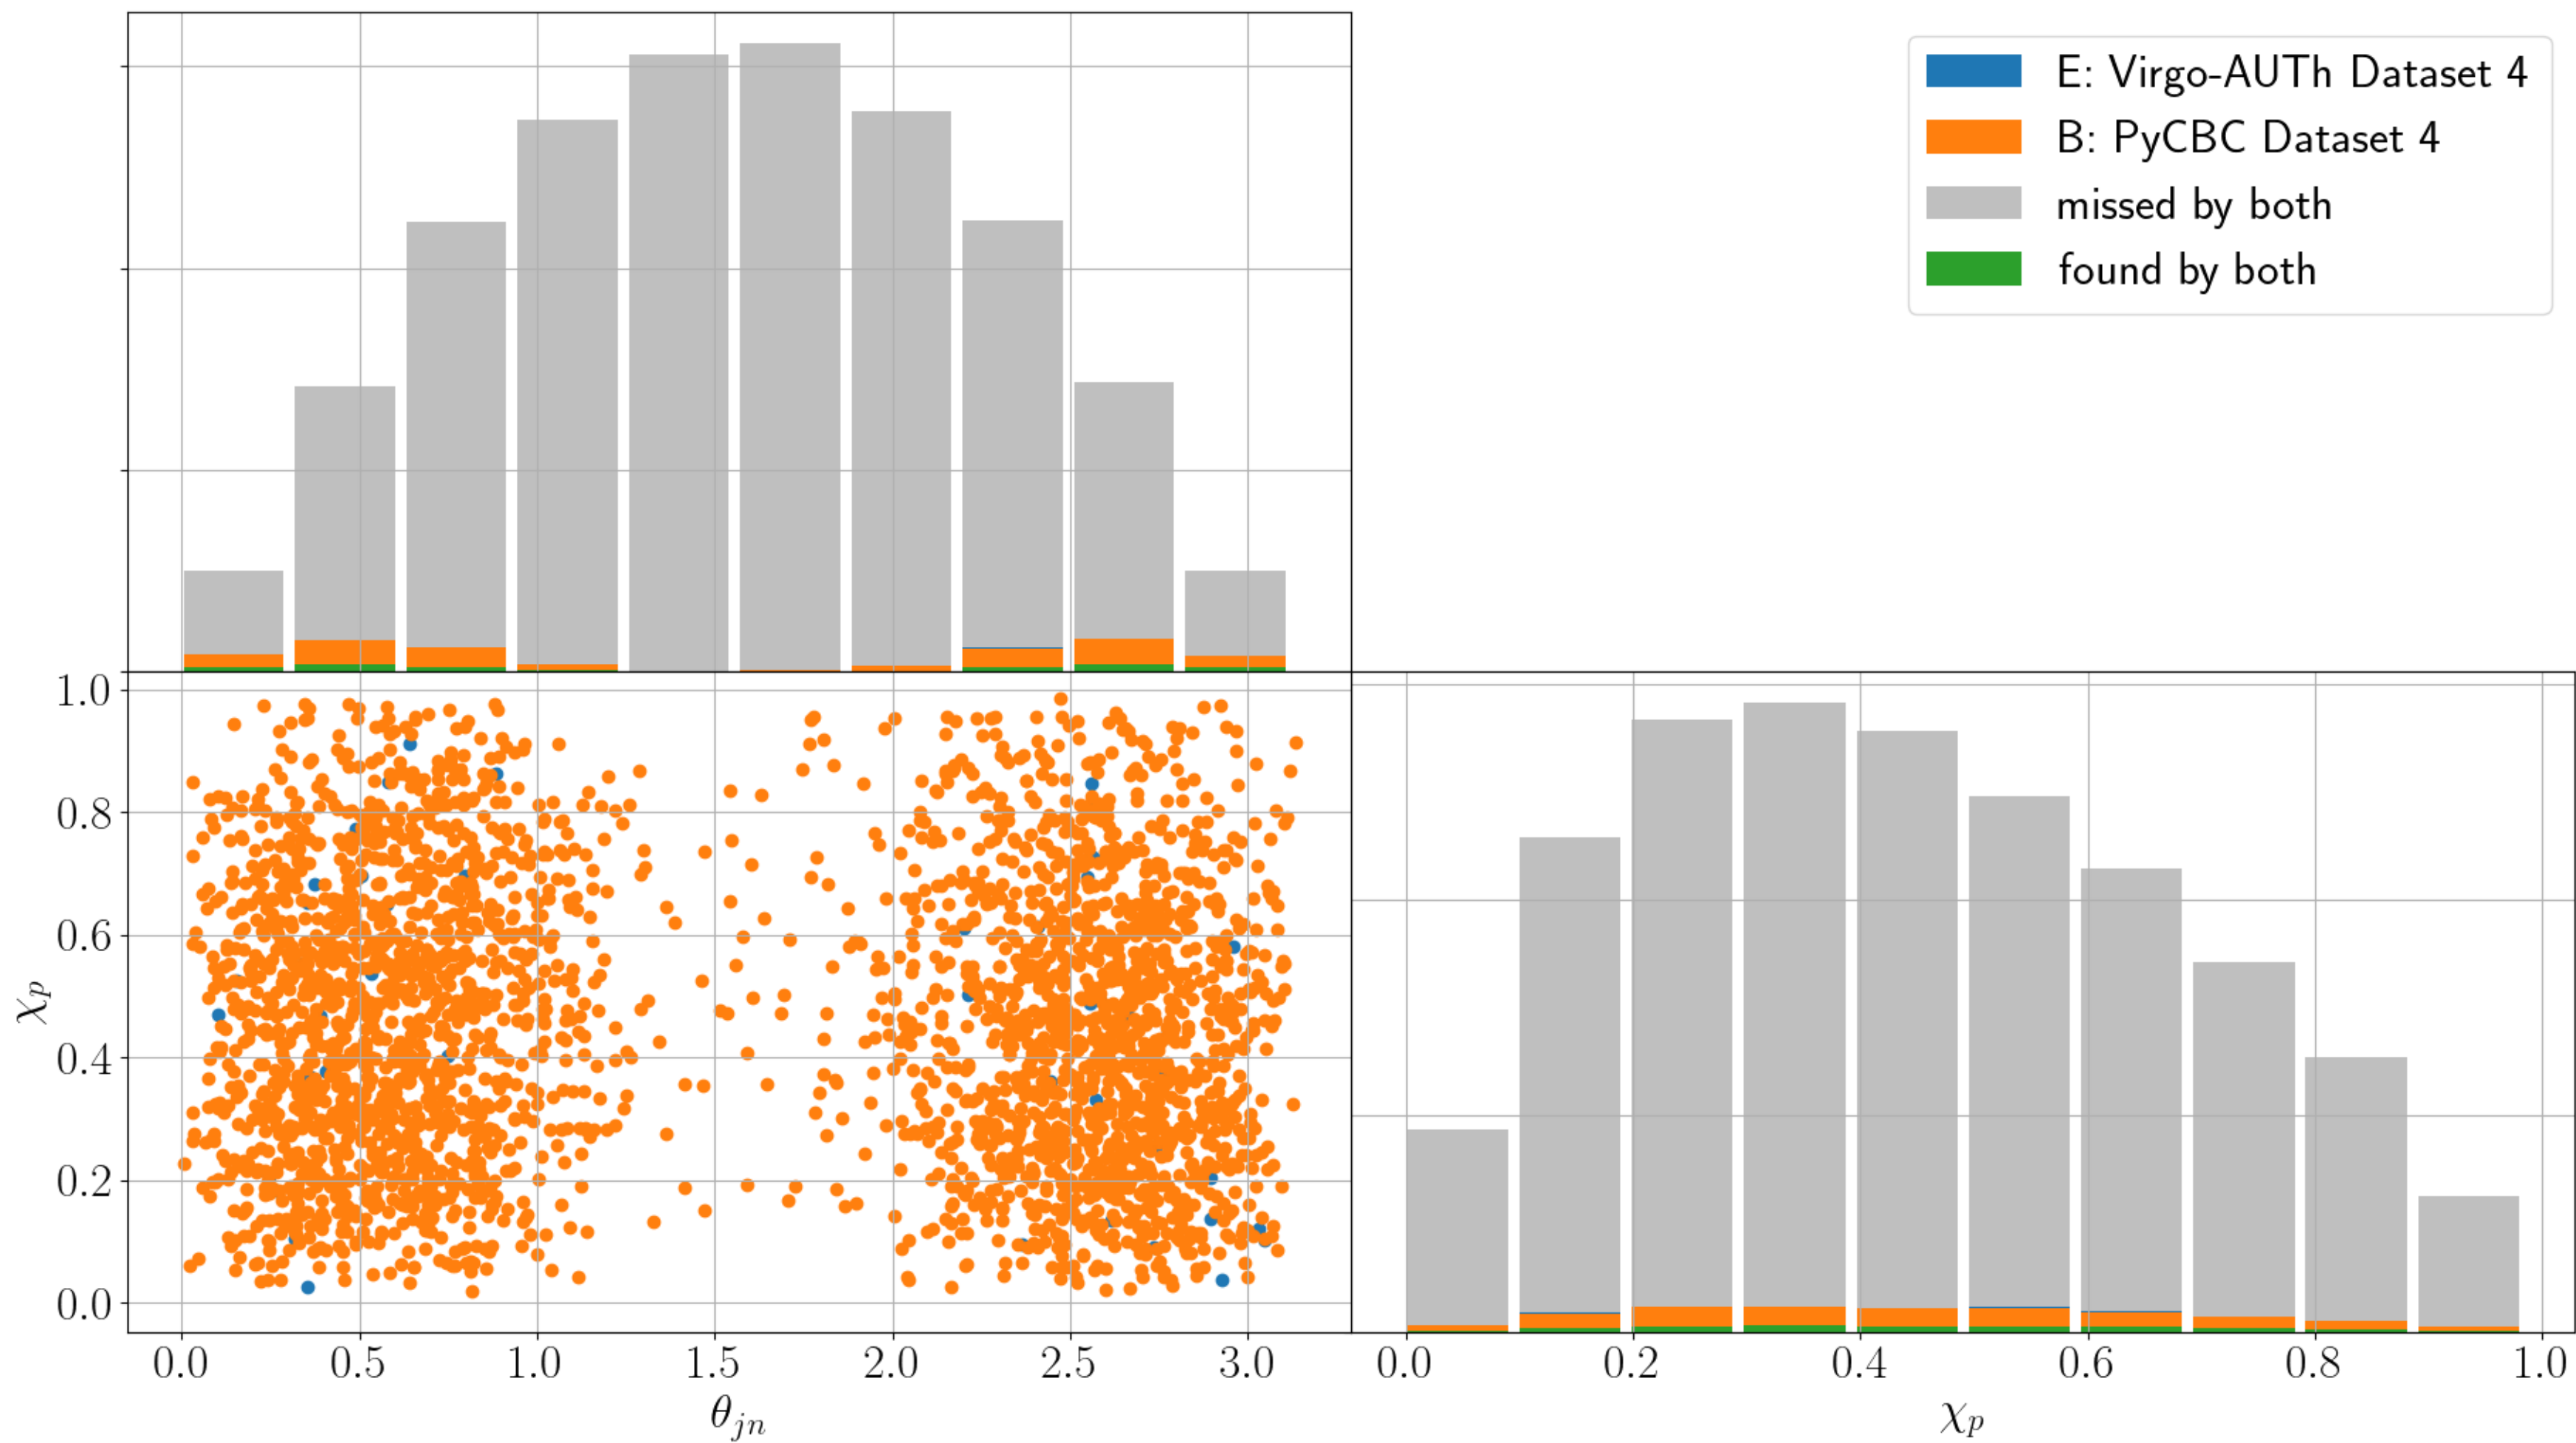 E: Virgo-AUTh Dataset 4
B: PyCBC Dataset 4
missed by both
found by both
1.0
0.8
0.6
0.4
0.2
0.0
χp
0.0 0.5 1.0 1.5 2.0 2.5 3.0
θjn
0.0 0.2 0.4 0.6 0.8 1.0
χp